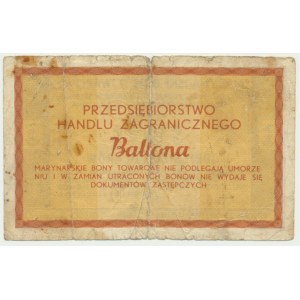 PRZEDSIĘBIORSTWO
HANDLU ZAGRANICZNEGO
Baltona
MARYNARSKIE BONY TOWAROWE NIE PODLEGAJĄ UMORZE-
NIU I W ZAMIAN UTRACONYCH BONÓW NIE WYDAJE SIĘ
DOKUMENTÓW ZASTĘPCZYCH